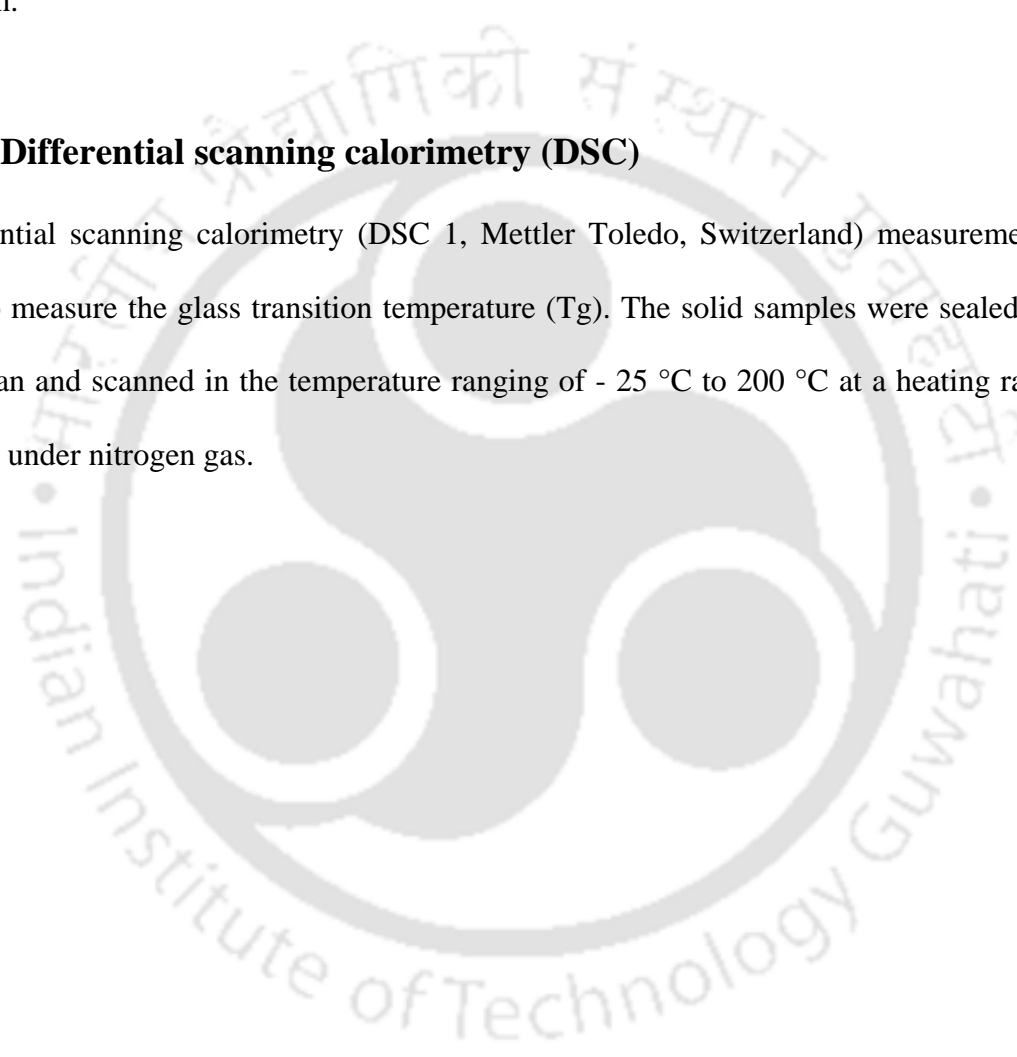 Differential scanning calorimetry (DSC)
ential scanning calorimetry (DSC 1, Mettler Toledo, Switzerland) measureme
measure the glass transition temperature (Tg). The solid samples were sealed
an and scanned in the temperature ranging of - 25 °C to 200 °C at a heating ra
under nitrogen gas.
भारतीय प्रौद्योगिकी संस्थान गुवाहाटी
• Indian Institute of Technology Guwahati •